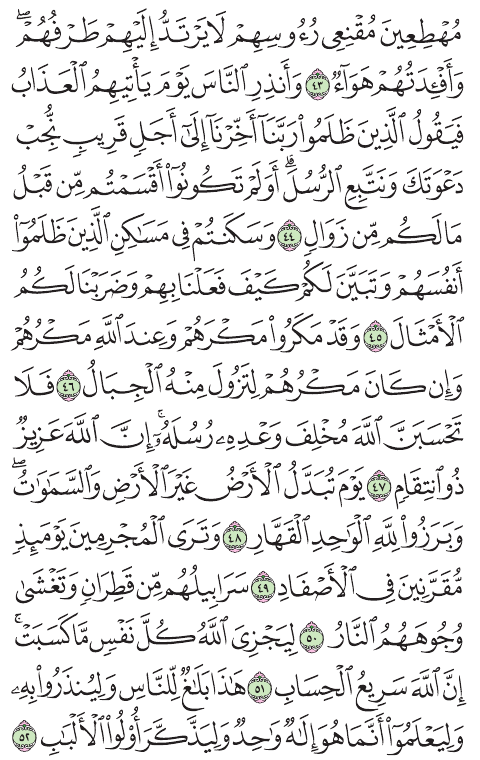 مُهۡطِعِينَ مُقۡنِعِي رُءُوسِهِمۡ لَا يَرۡتَدُّ إِلَيۡهِمۡ طَرۡفُهُمۡۖ
وَأَفۡـِٔدَتُهُمۡ هَوَآءٞ ٤٣ وَأَنذِرِ ٱلنَّاسَ يَوۡمَ يَأۡتِيهِمُ ٱلۡعَذَابُ
فَيَقُولُ ٱلَّذِينَ ظَلَمُواْ رَبَّنَآ أَخِّرۡنَآ إِلَىٰٓ أَجَلٖ قَرِيبٖ نُّجِبۡ
دَعۡوَتَكَ وَنَتَّبِعِ ٱلرُّسُلَۗ أَوَلَمۡ تَكُونُوٓاْ أَقۡسَمۡتُم مِّن قَبۡلُ
مَا لَكُم مِّن زَوَالٖ ٤٤ وَسَكَنتُمۡ فِي مَسَٰكِنِ ٱلَّذِينَ ظَلَمُوٓاْ
أَنفُسَهُمۡ وَتَبَيَّنَ لَكُمۡ كَيۡفَ فَعَلۡنَا بِهِمۡ وَضَرَبۡنَا لَكُمُ
ٱلۡأَمۡثَالَ ٤٥ وَقَدۡ مَكَرُواْ مَكۡرَهُمۡ وَعِندَ ٱللَّهِ مَكۡرُهُمۡ
وَإِن كَانَ مَكۡرُهُمۡ لِتَزُولَ مِنۡهُ ٱلۡجِبَالُ ٤٦ فَلَا
تَحۡسَبَنَّ ٱللَّهَ مُخۡلِفَ وَعۡدِهِۦ رُسُلَهُۥٓۚ إِنَّ ٱللَّهَ عَزِيزٞ
ذُو ٱنتِقَامٖ ٤٧ يَوۡمَ تُبَدَّلُ ٱلۡأَرۡضُ غَيۡرَ ٱلۡأَرۡضِ وَٱلسَّمَٰوَٰتُۖ
وَبَرَزُواْ لِلَّهِ ٱلۡوَٰحِدِ ٱلۡقَهَّارِ ٤٨ وَتَرَى ٱلۡمُجۡرِمِينَ يَوۡمَئِذٖ
مُّقَرَّنِينَ فِي ٱلۡأَصۡفَادِ ٤٩ سَرَابِيلُهُم مِّن قَطِرَانٖ وَتَغۡشَىٰ
وُجُوهَهُمُ ٱلنَّارُ ٥٠ لِيَجۡزِيَ ٱللَّهُ كُلَّ نَفۡسٖ مَّا كَسَبَتۡۚ
إِنَّ ٱللَّهَ سَرِيعُ ٱلۡحِسَابِ ٥١ هَٰذَا بَلَٰغٞ لِّلنَّاسِ وَلِيُنذَرُواْ بِهِۦ
وَلِيَعۡلَمُوٓاْ أَنَّمَا هُوَ إِلَٰهٞ وَٰحِدٞ وَلِيَذَّكَّرَ أُوْلُواْ ٱلۡأَلۡبَٰبِ ٥٢